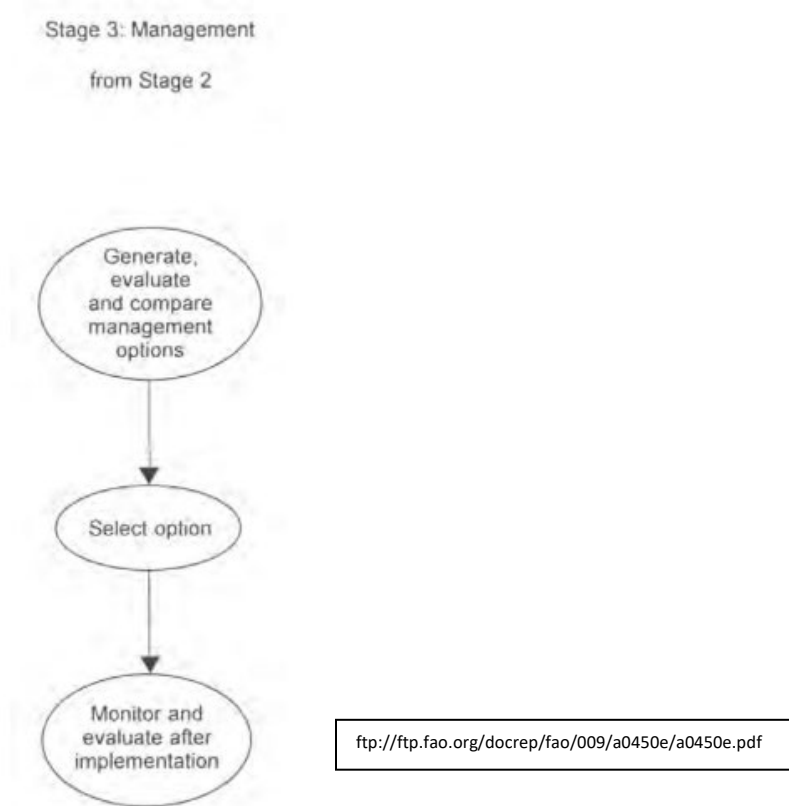 Stage 3: Management
from Stage 2
Generate,
evaluate
and compare
management
options
Select option
Monitor and
evaluate after
implementation
ftp://ftp.fao.org/docrep/fao/009/a0450e/a0450e.pdf